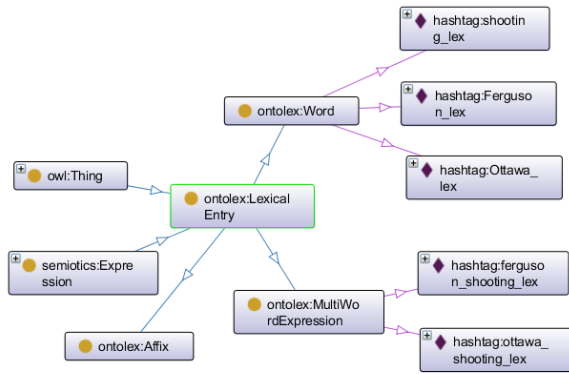 hashtag:shootin
g_lex
hashtag:Ferguso
n_lex
ontolex:Word
hashtag:Ottawa_
lex
owl:Thing
ontolex:Lexical
Entry
semiotics:Expre
ssion
hashtag:ferguso
n_shooting_lex
ontolex:MultiWo
rdExpression
ontolex:Affix
hashtag:ottawa_
shooting_lex